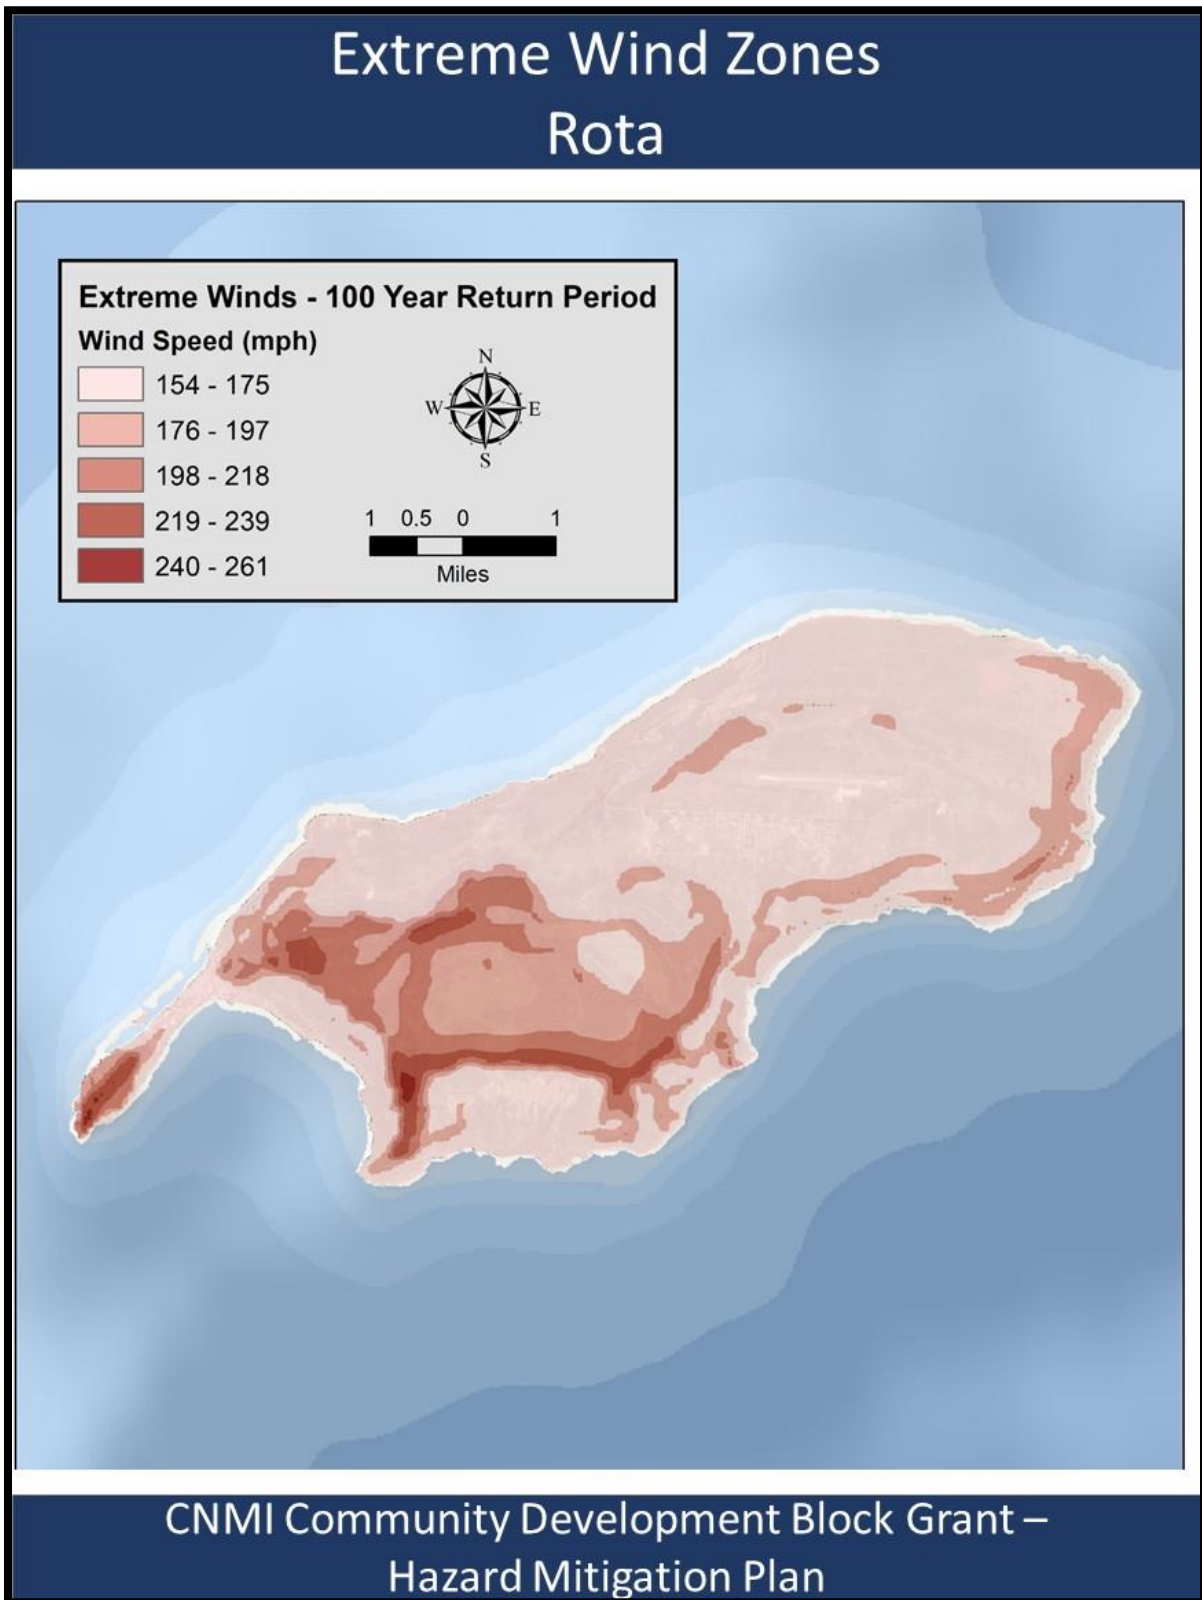 Extreme Wind Zones
Rota
Extreme Winds - 100 Year Return Period
Wind Speed (mph)
154 - 175
176 - 197
198 - 218
219 - 239
240 - 261
N
W E
S
1 0.5 0 1
Miles
CNMI Community Development Block Grant –
Hazard Mitigation Plan